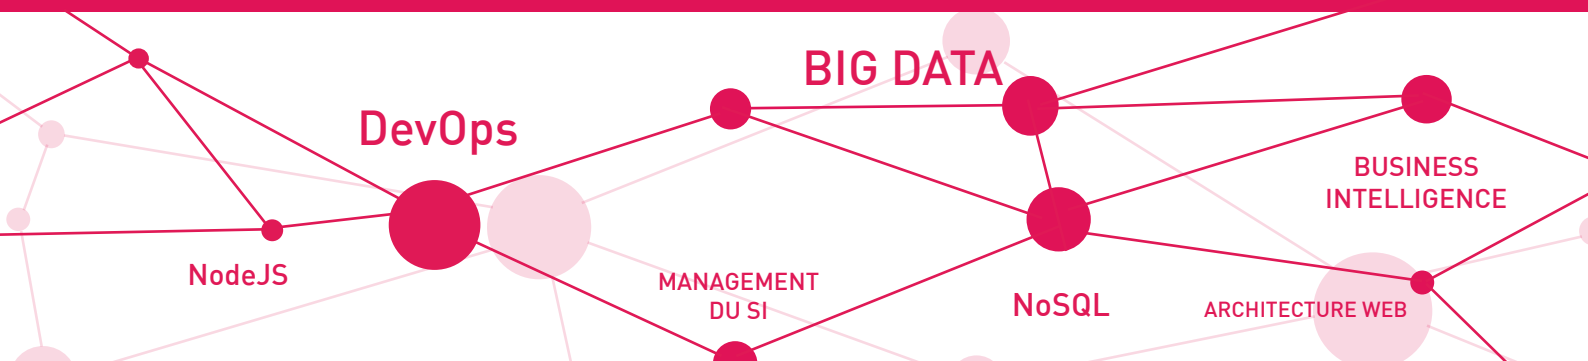 BIG DATA
DevOps
BUSINESS
INTELLIGENCE
NodeJS
MANAGEMENT
DU SI
NoSQL
ARCHITECTURE WEB